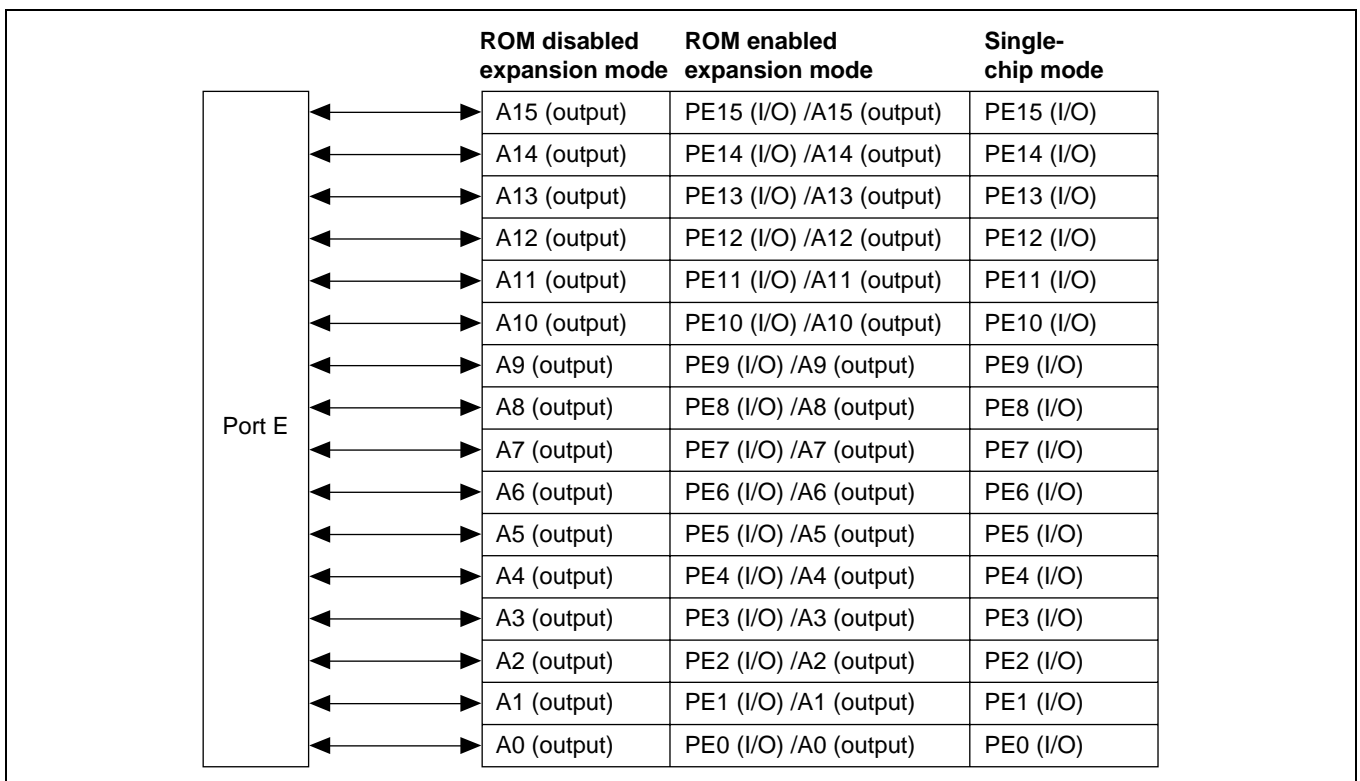 ROM disabled expansion mode ROM enabled expansion mode Single-chip mode
A15 (output) PE15 (I/O) /A15 (output) PE15 (I/O)
A14 (output) PE14 (I/O) /A14 (output) PE14 (I/O)
A13 (output) PE13 (I/O) /A13 (output) PE13 (I/O)
A12 (output) PE12 (I/O) /A12 (output) PE12 (I/O)
A11 (output) PE11 (I/O) /A11 (output) PE11 (I/O)
A10 (output) PE10 (I/O) /A10 (output) PE10 (I/O)
A9 (output) PE9 (I/O) /A9 (output) PE9 (I/O)
A8 (output) PE8 (I/O) /A8 (output) PE8 (I/O)
Port E
A7 (output) PE7 (I/O) /A7 (output) PE7 (I/O)
A6 (output) PE6 (I/O) /A6 (output) PE6 (I/O)
A5 (output) PE5 (I/O) /A5 (output) PE5 (I/O)
A4 (output) PE4 (I/O) /A4 (output) PE4 (I/O)
A3 (output) PE3 (I/O) /A3 (output) PE3 (I/O)
A2 (output) PE2 (I/O) /A2 (output) PE2 (I/O)
A1 (output) PE1 (I/O) /A1 (output) PE1 (I/O)
A0 (output) PE0 (I/O) /A0 (output) PE0 (I/O)